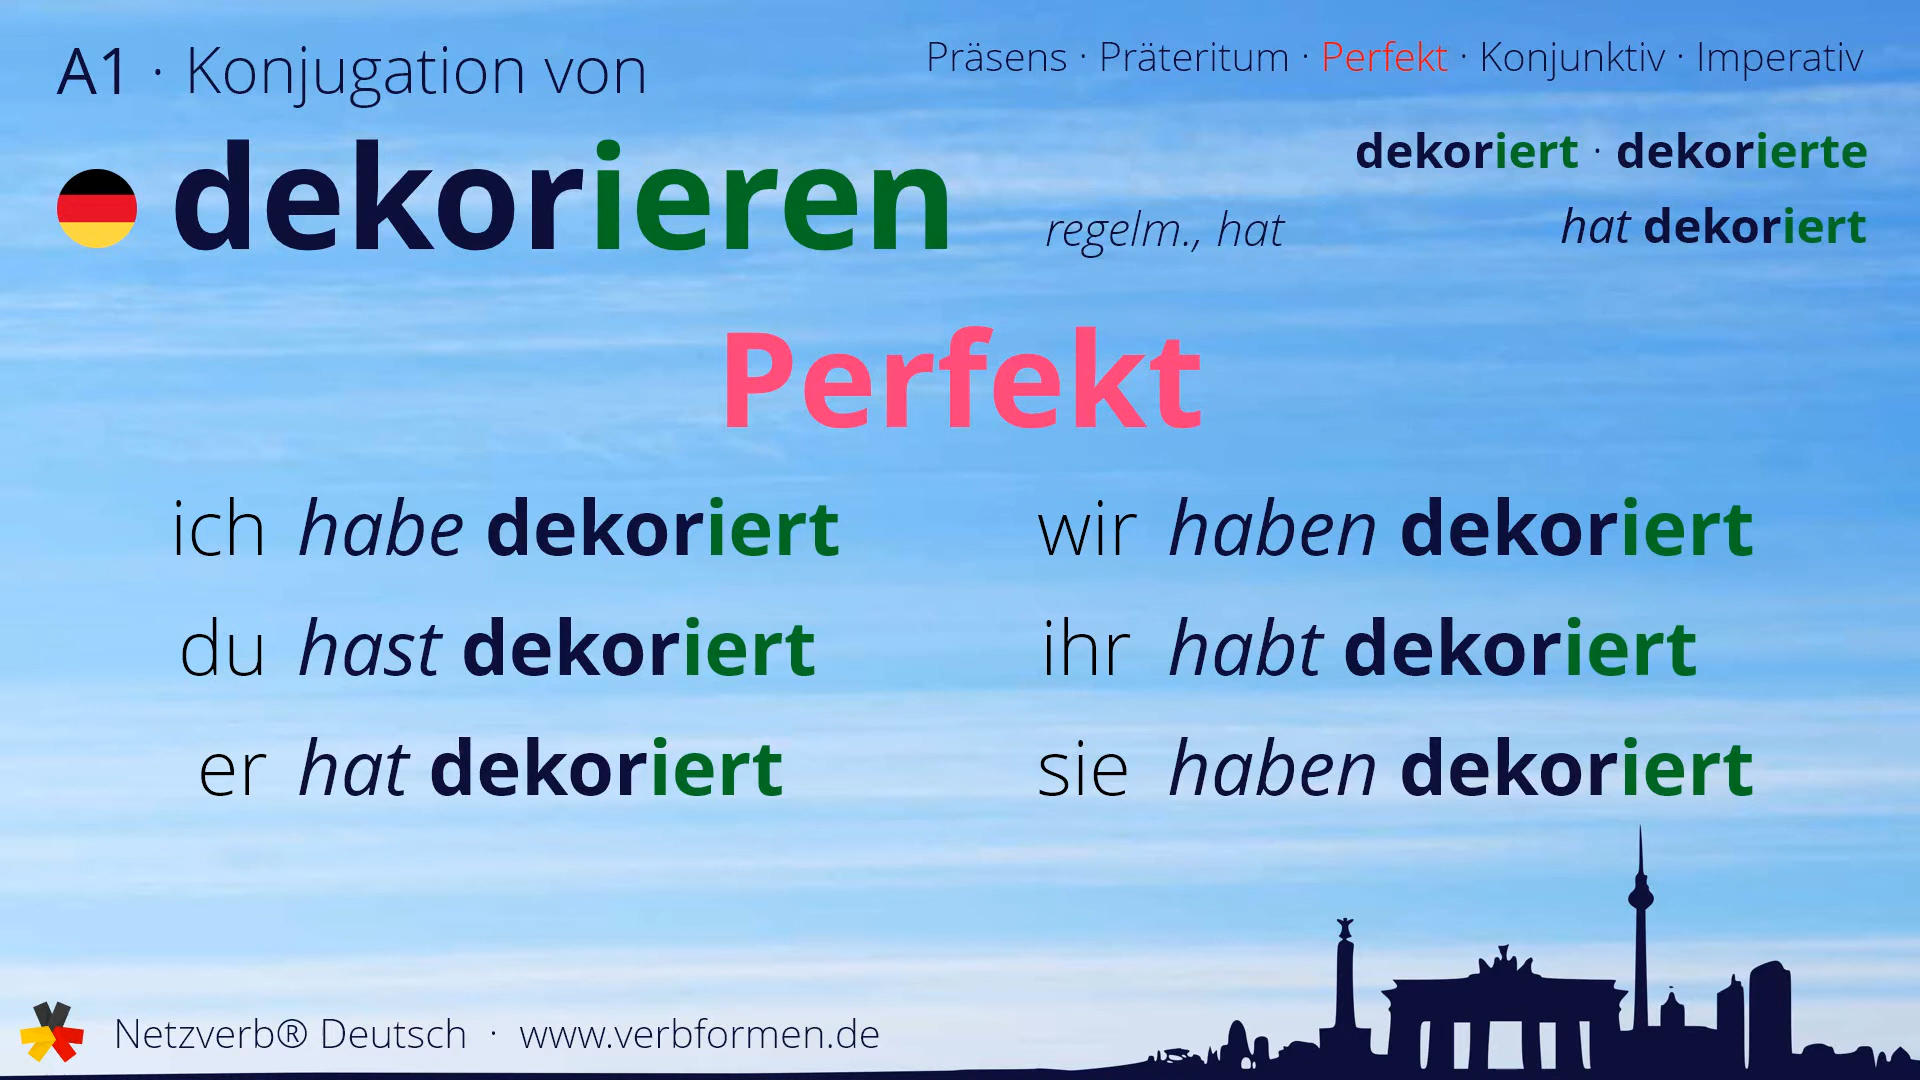 A1 · Konjugation von
Präsens · Präteritum · Perfekt · Konjunktiv · Imperativ
dekorieren
regelm., hat
dekoriert · dekorierte
hat dekoriert
Perfekt
ich habe dekoriert
du hast dekoriert
er hat dekoriert
wir haben dekoriert
ihr habt dekoriert
sie haben dekoriert
Netzverb® Deutsch · www.verbformen.de